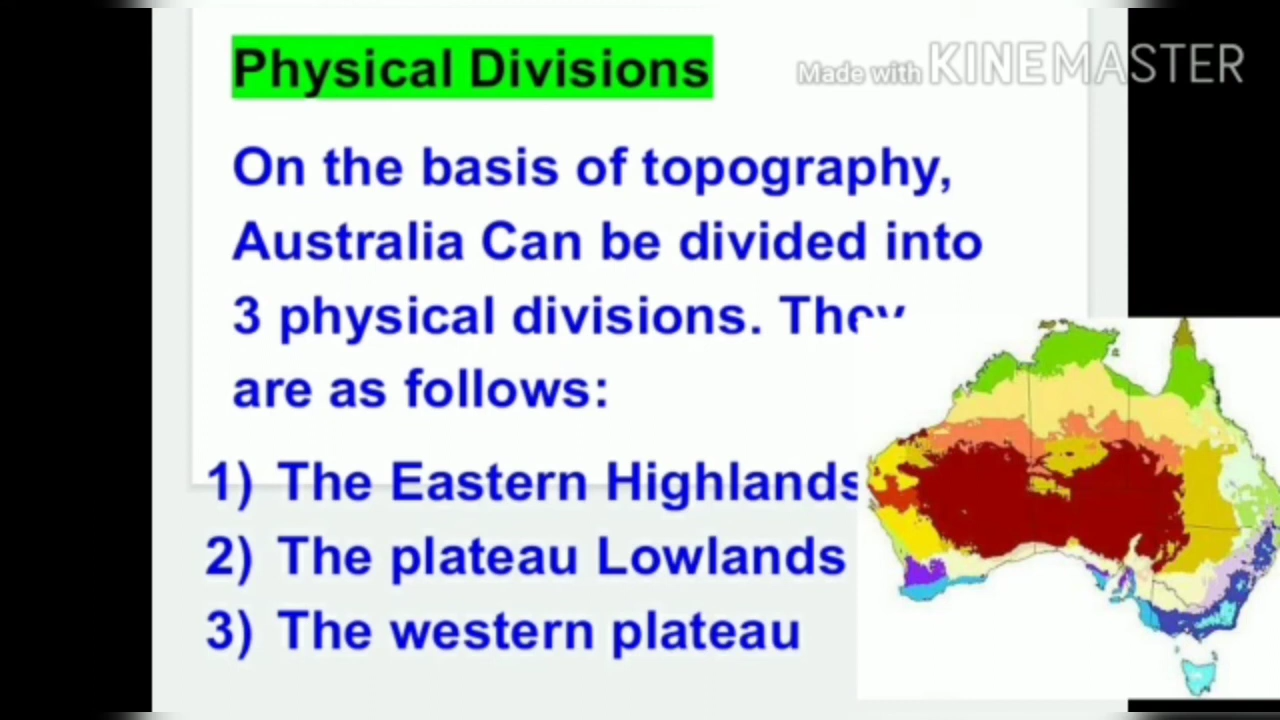 Physical Divisions
Made with KINEMASTER
On the basis of topography,
Australia Can be divided into
3 physical divisions. They
are as follows:
1) The Eastern Highlands
2) The plateau Lowlands
3) The western plateau